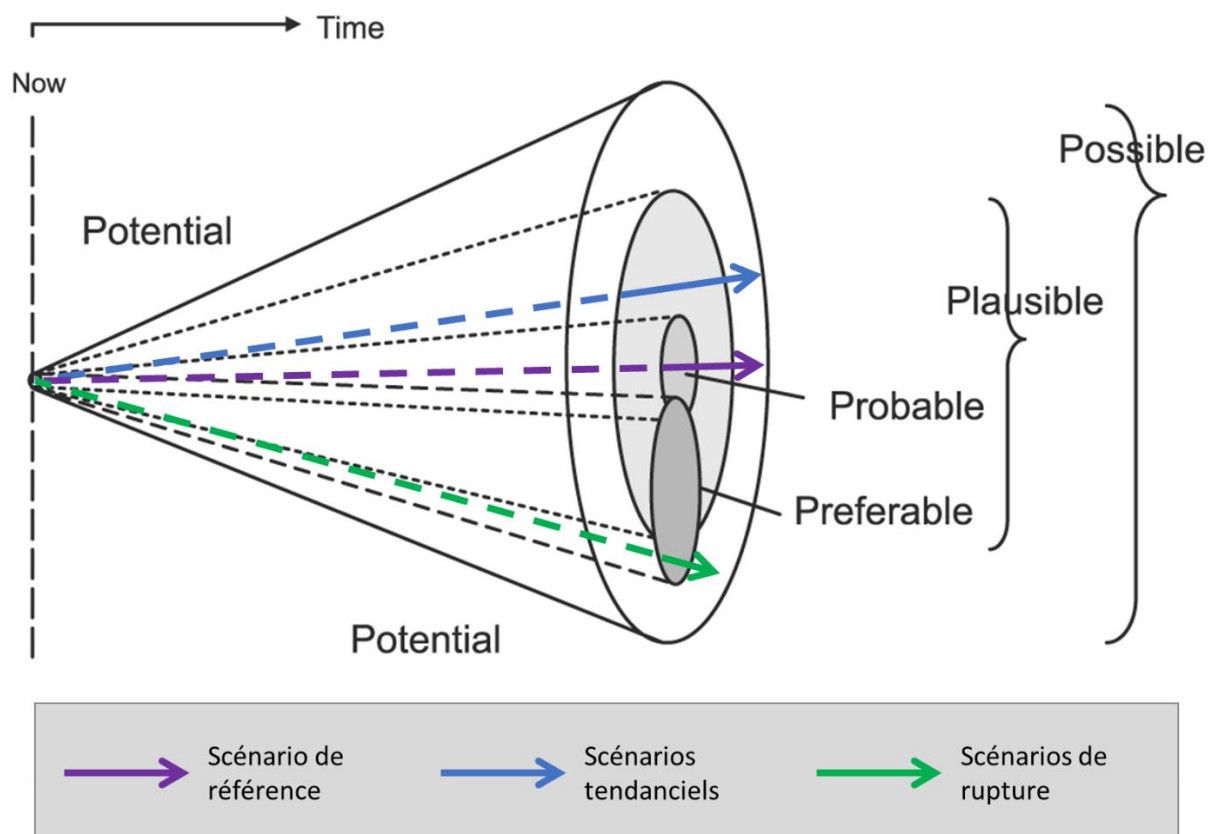 Time
Now
Possible
Potential
Plausible
Probable
Preferable
Potential
Scénario de
référence
Scénarios
tendanciels
Scénarios de
rupture